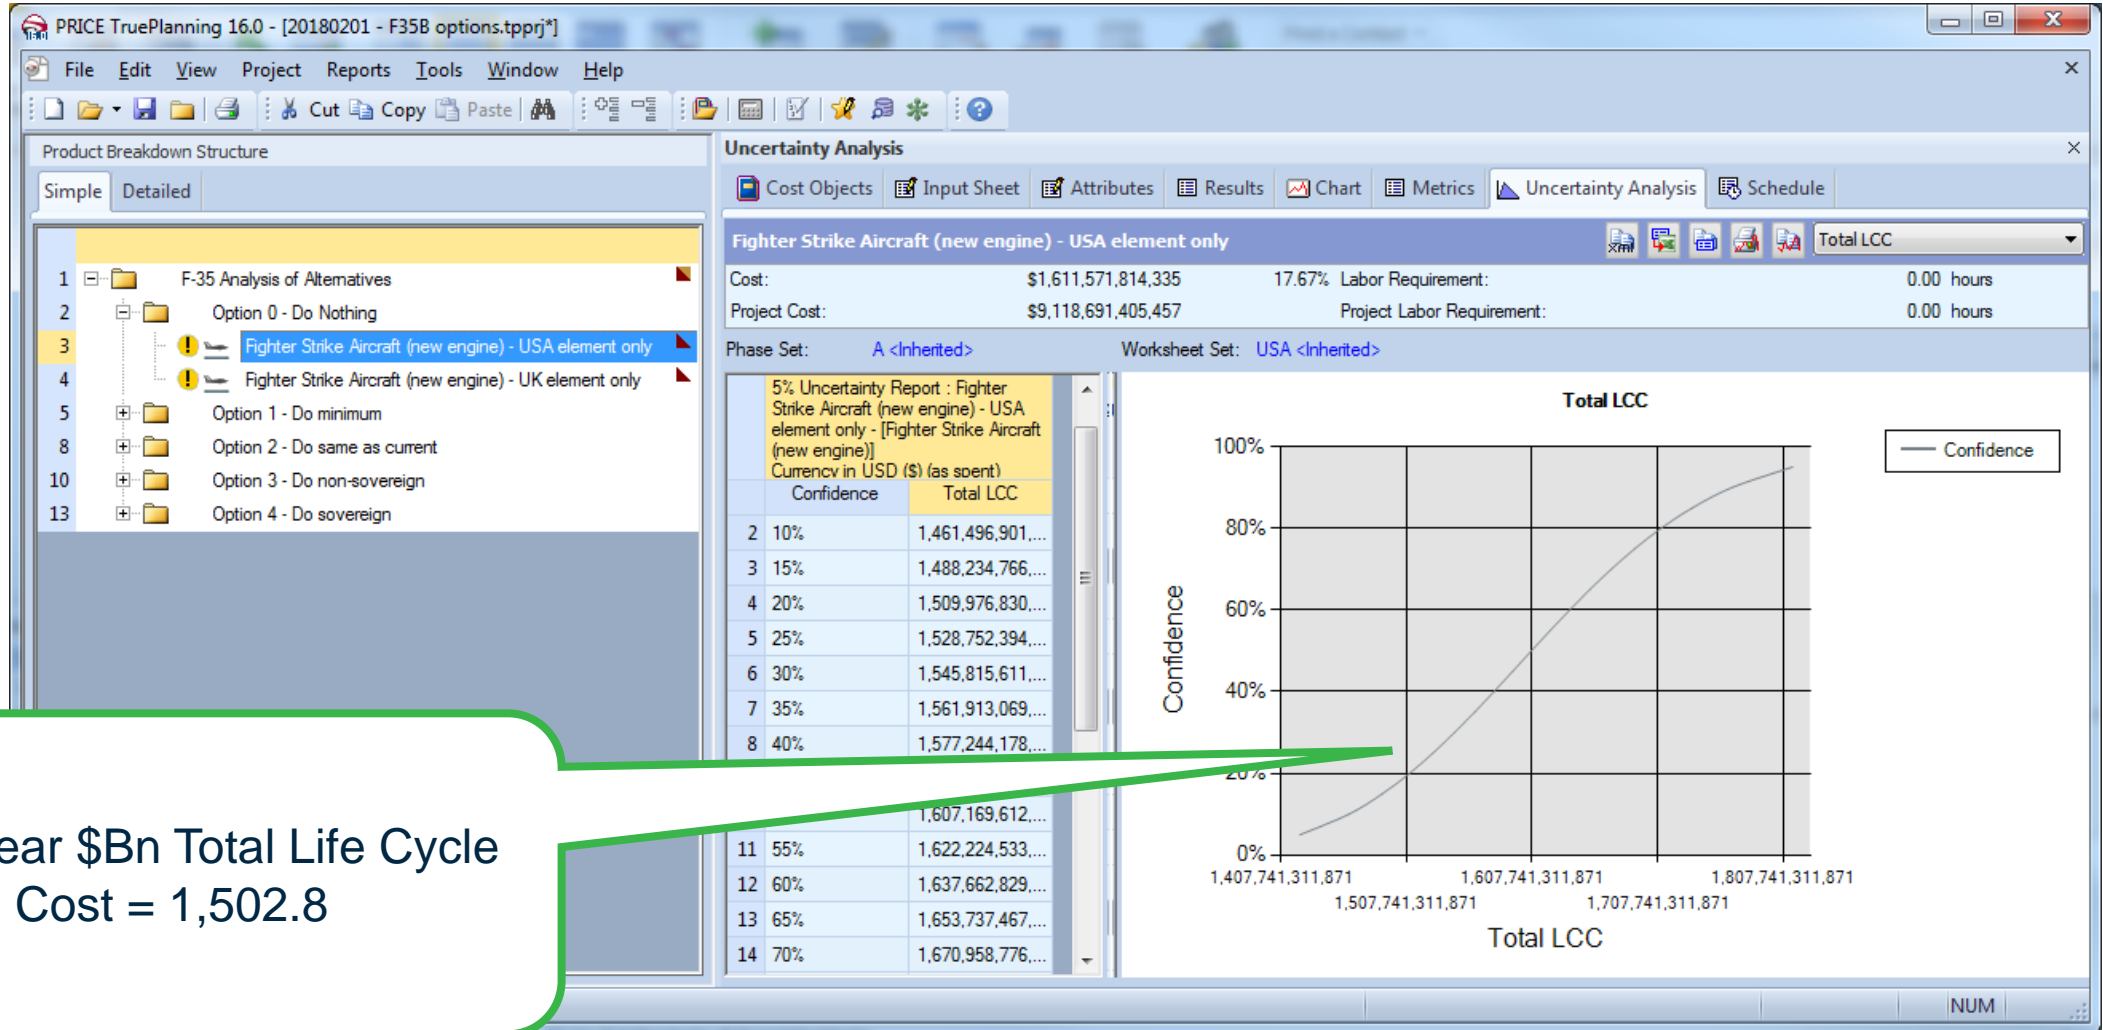 PRICE TruePlanning 16.0 - [20180201 - F35B options.tpprj*]
File Edit View Project Reports Tools Window Help
Cut Copy Paste
Product Breakdown Structure
Simple Detailed
1 F-35 Analysis of Alternatives
2 Option 0 - Do Nothing
3 Fighter Strike Aircraft (new engine) - USA element only
4 Fighter Strike Aircraft (new engine) - UK element only
5 Option 1 - Do minimum
8 Option 2 - Do same as current
10 Option 3 - Do non-sovereign
13 Option 4 - Do sovereign
Uncertainty Analysis
Cost Objects Input Sheet Attributes Results Chart Metrics Uncertainty Analysis Schedule
Fighter Strike Aircraft (new engine) - USA element only
Total LCC
Cost: $1,611,571,814,335 17.67% Labor Requirement: 0.00 hours
Project Cost: $9,118,691,405,457 Project Labor Requirement: 0.00 hours
Phase Set: A <Inherited> Worksheet Set: USA <Inherited>
5% Uncertainty Report : Fighter
Strike Aircraft (new engine) - USA
element only - [Fighter Strike Aircraft
(new engine)]
Currency in USD ($) (as spent)
Confidence Total LCC
2 10% 1,461,496,901,...
3 15% 1,488,234,766,...
4 20% 1,509,976,830,...
5 25% 1,528,752,394,...
6 30% 1,545,815,611,...
7 35% 1,561,913,069,...
8 40% 1,577,244,178,...
1,607,169,612,...
11 55% 1,622,224,533,...
12 60% 1,637,662,829,...
13 65% 1,653,737,467,...
14 70% 1,670,958,776,...
Total LCC
Confidence
100%
80%
60%
40%
20%
0%
Confidence
1,407,741,311,871 1,607,741,311,871 1,807,741,311,871
1,507,741,311,871 1,707,741,311,871
Total LCC
ear $Bn Total Life Cycle
Cost = 1,502.8
NUM